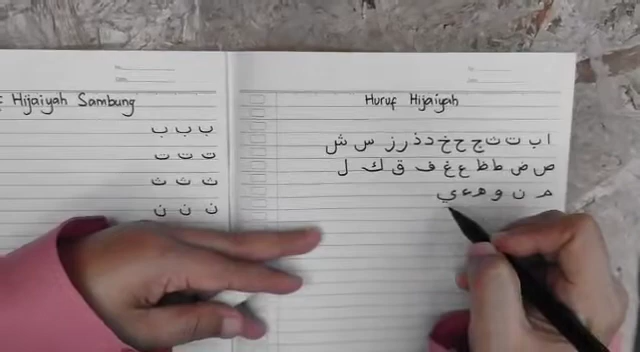 Hijaiyah Sambung
ب ب ب
ت ت ت
ث ث ث
ن ن ن
Huruf Hijaiyah
ا ب ت ث ج ح خ د ذ ر ز س ش
ص ض ط ظ ع غ ف ق ك ل
م ن و ه ء ي